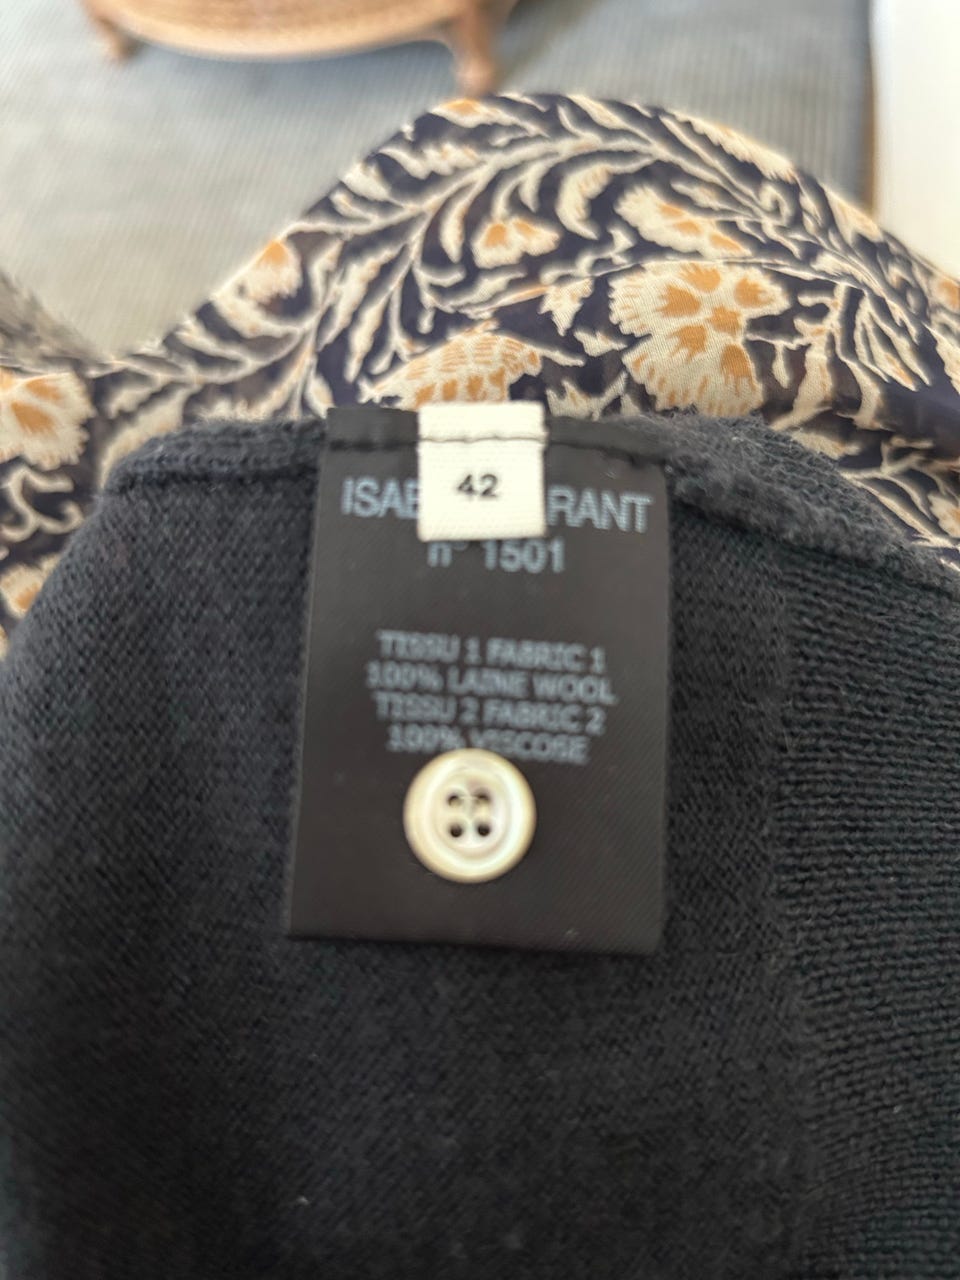 42
ISAB RANT
n° 1501
TISSU 1 FABRIC 1
100% LAINE WOOL
TISSU 2 FABRIC 2
100% VISCOSE